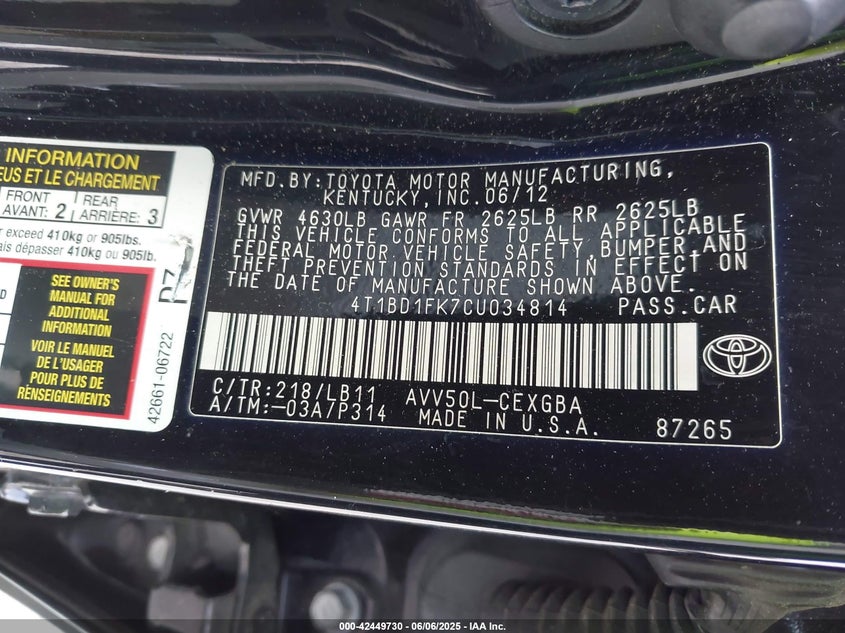 INFORMATION
EUS ET LE CHARGEMENT
FRONT
AVANT: 2
REAR
ARRIÈRE: 3
exceed 410kg or 905lbs.
ais dépasser 410kg ou 905lb.
SEE OWNER'S
MANUAL FOR
ADDITIONAL
INFORMATION
VOIR LE MANUEL
DE L'USAGER
POUR PLUS DE
RENSEIGNEMENTS
42661-06722
MFD.BY:TOYOTA MOTOR MANUFACTURING,
KENTUCKY, INC. 06/12
GVWR 4630LB GAWR FR 2625LB RR 2625LB
THIS VEHICLE CONFORMS TO ALL APPLICABLE
FEDERAL MOTOR VEHICLE SAFETY, BUMPER, AND
THEFT PREVENTION STANDARDS IN EFFECT ON
THE DATE OF MANUFACTURE SHOWN ABOVE.
4T1BD1FK7CU034814 PASS.CAR
C/TR:218/LB11 AVV50L-CEXGBA
A/TM:-03A/P314 MADE IN U.S.A. 87265
000-42449730 - 06/06/2025 - IAA Inc.